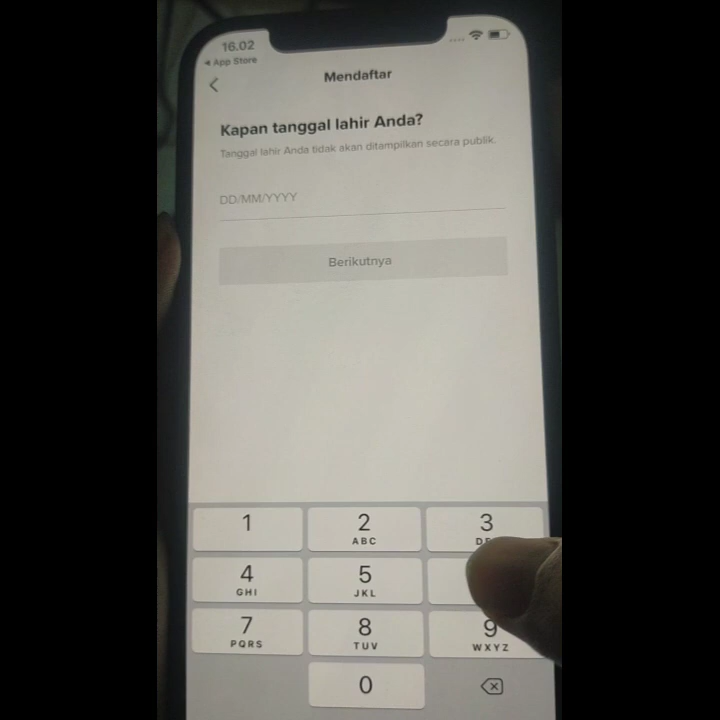 16.02
App Store
Mendaftar
Kapan tanggal lahir Anda?
Tanggal lahir Anda tidak akan ditampilkan secara publik.
DD/MM/YYYY
Berikutnya
1 2 3
ABC
4 5
GHI JKL
7 8 9
PQRS TUV WXYZ
0